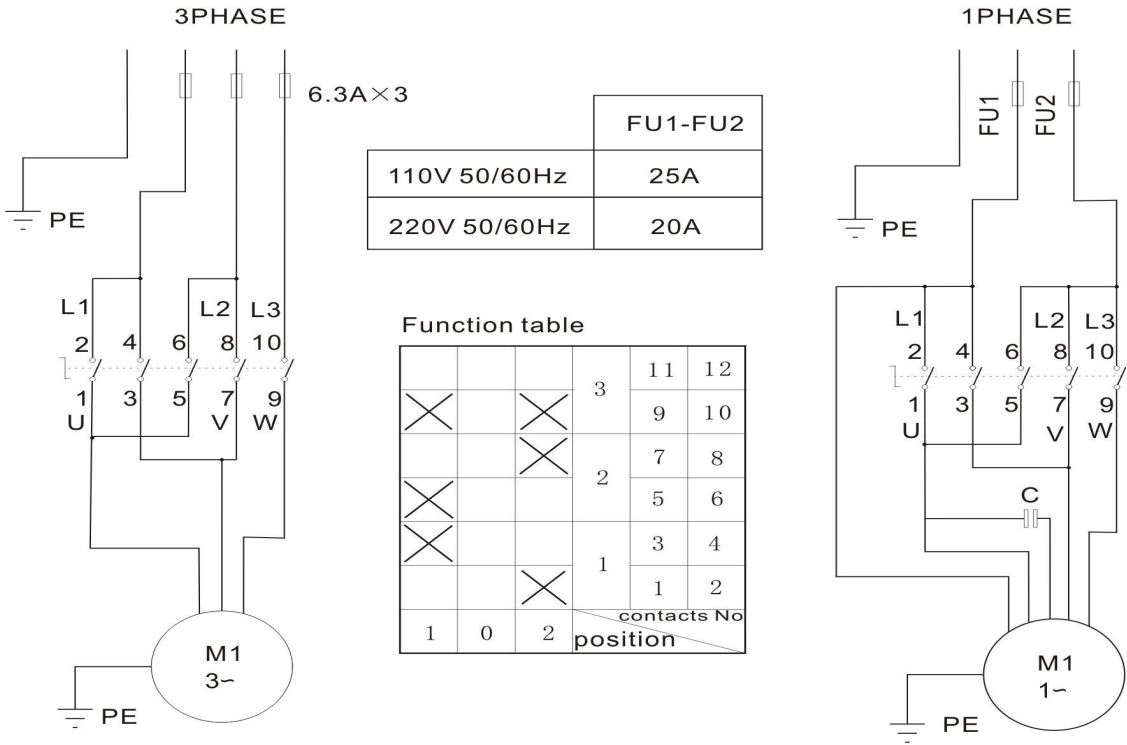 3PHASE
6.3A×3
PE
L1 L2 L3
2 4 6 8 10
1 3 5 7 9
U V W
M1
3~
PE
FU1-FU2
110V 50/60Hz 25A
220V 50/60Hz 20A
Function table
3 11 12
9 10
2 7 8
5 6
1 3 4
1 2
contacts No
1 0 2 position
1PHASE
FU1 FU2
PE
L1 L2 L3
2 4 6 8 10
1 3 5 7 9
U V W
C
M1
1~
PE